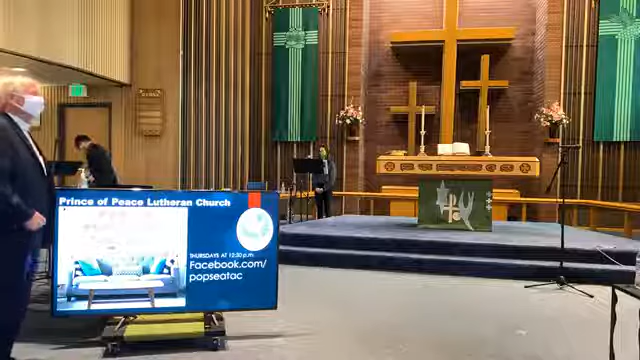 Prince of Peace Lutheran Church
THURSDAYS AT 12:30 p.m.
Facebook.com/
popseatac